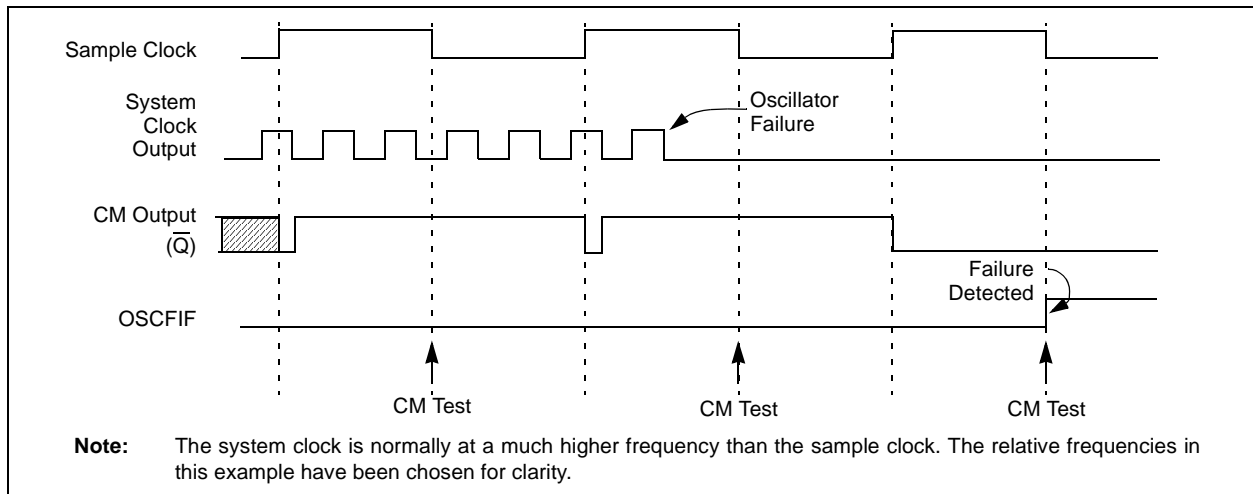 Sample Clock
System
Clock
Output
Oscillator
Failure
CM Output
(Q̅)
Failure
Detected
OSCFIF
CM Test
CM Test
CM Test
Note: The system clock is normally at a much higher frequency than the sample clock. The relative frequencies in
this example have been chosen for clarity.